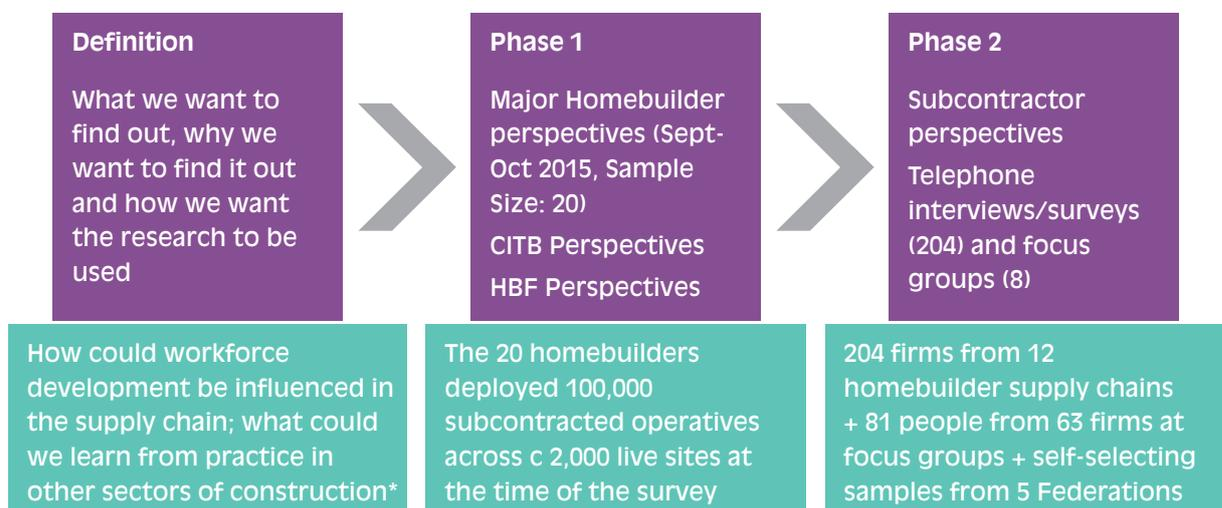 Definition
What we want to
find out, why we
want to find it out
and how we want
the research to be
used
Phase 1
Major Homebuilder
perspectives (Sept-
Oct 2015, Sample
Size: 20)
CITB Perspectives
HBF Perspectives
Phase 2
Subcontractor
perspectives
Telephone
interviews/surveys
(204) and focus
groups (8)
How could workforce
development be influenced in
the supply chain; what could
we learn from practice in
other sectors of construction*
The 20 homebuilders
deployed 100,000
subcontracted operatives
across c 2,000 live sites at
the time of the survey
204 firms from 12
homebuilder supply chains
+ 81 people from 63 firms at
focus groups + self-selecting
samples from 5 Federations